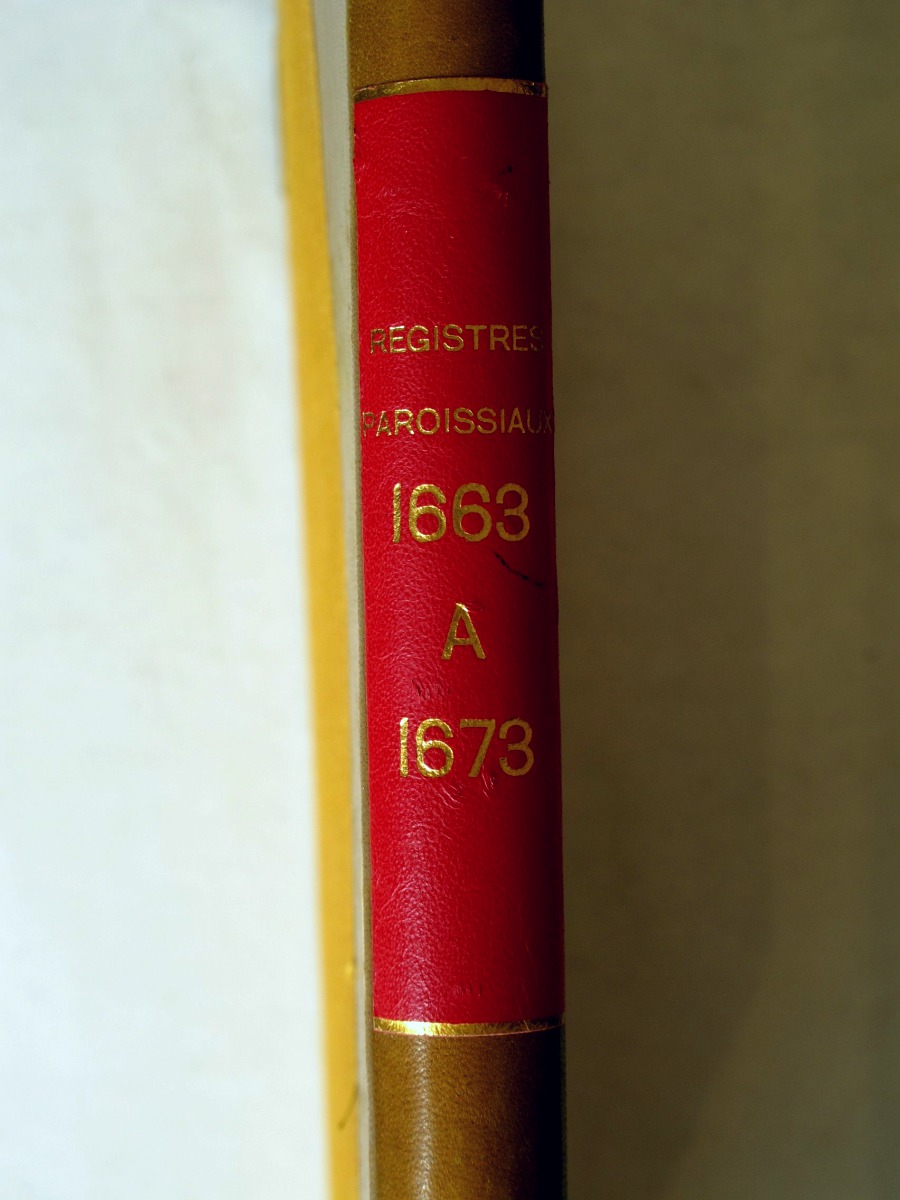 REGISTRES
PAROISSIAUX
1663
A
1673